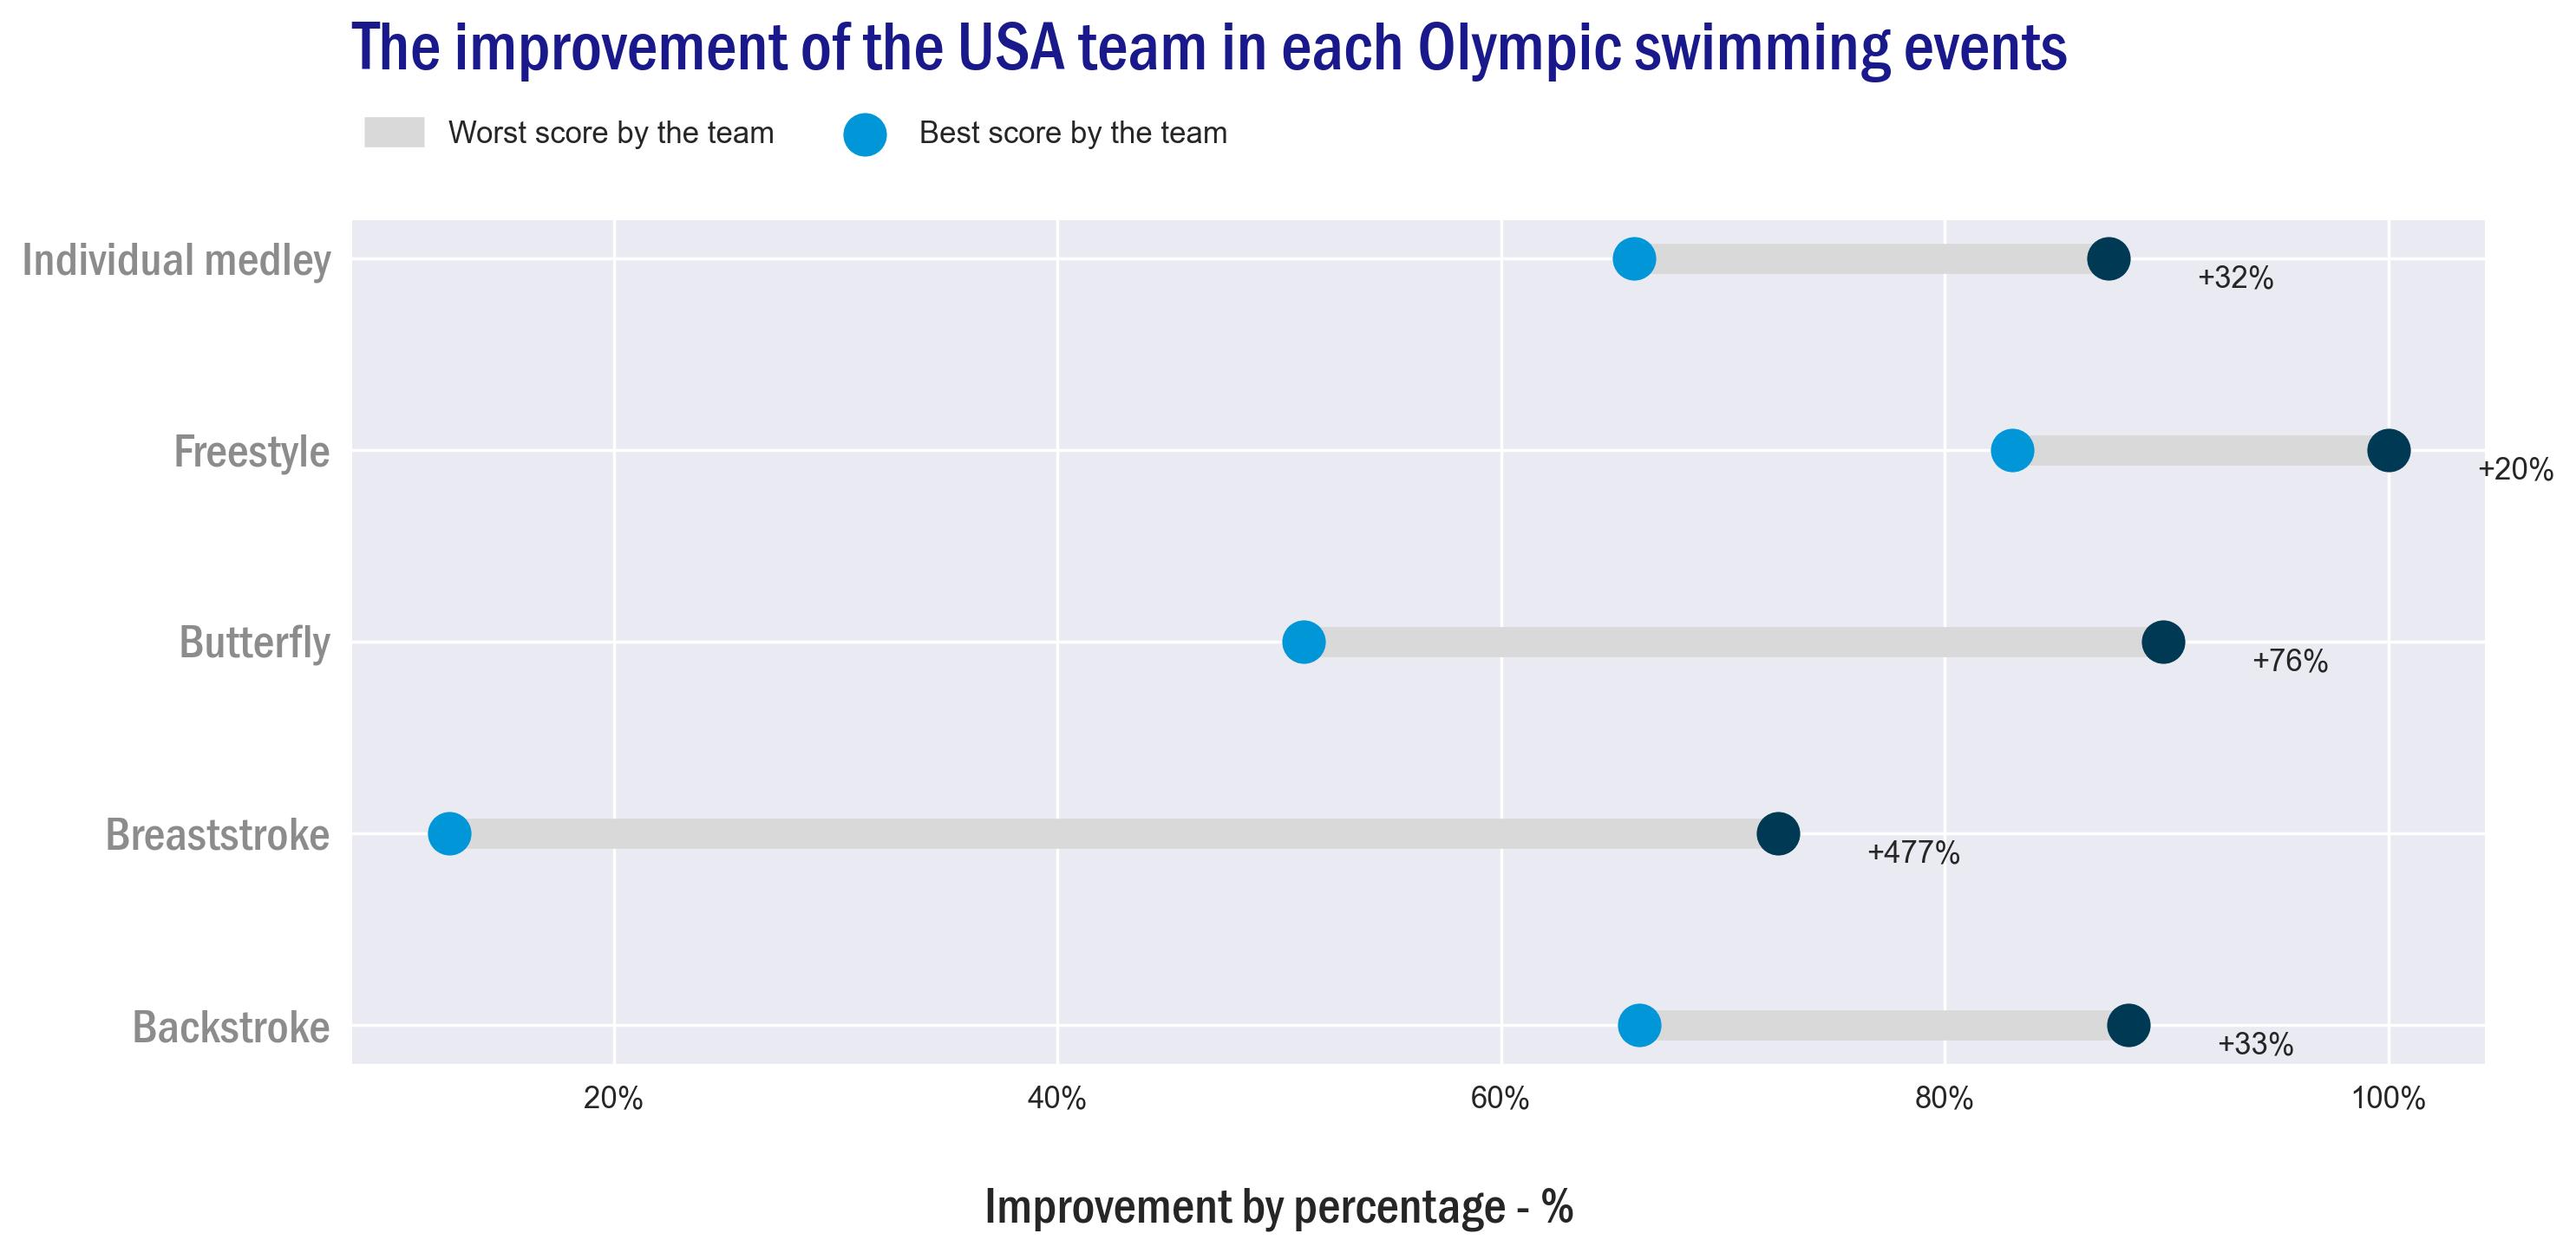 The improvement of the USA team in each Olympic swimming events
Worst score by the team
Best score by the team
Individual medley
+32%
Freestyle
+20%
Butterfly
+76%
Breaststroke
+477%
Backstroke
+33%
20%
40%
60%
80%
100%
Improvement by percentage - %